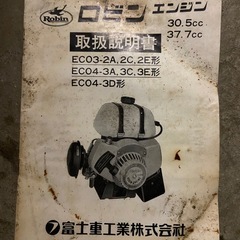 Robin
ロビン エンジン
30.5cc
37.7cc
取扱説明書
EC03-2A, 2C, 2E形
EC04-3A, 3C, 3E形
EC04-3D形
富士重工業株式会社